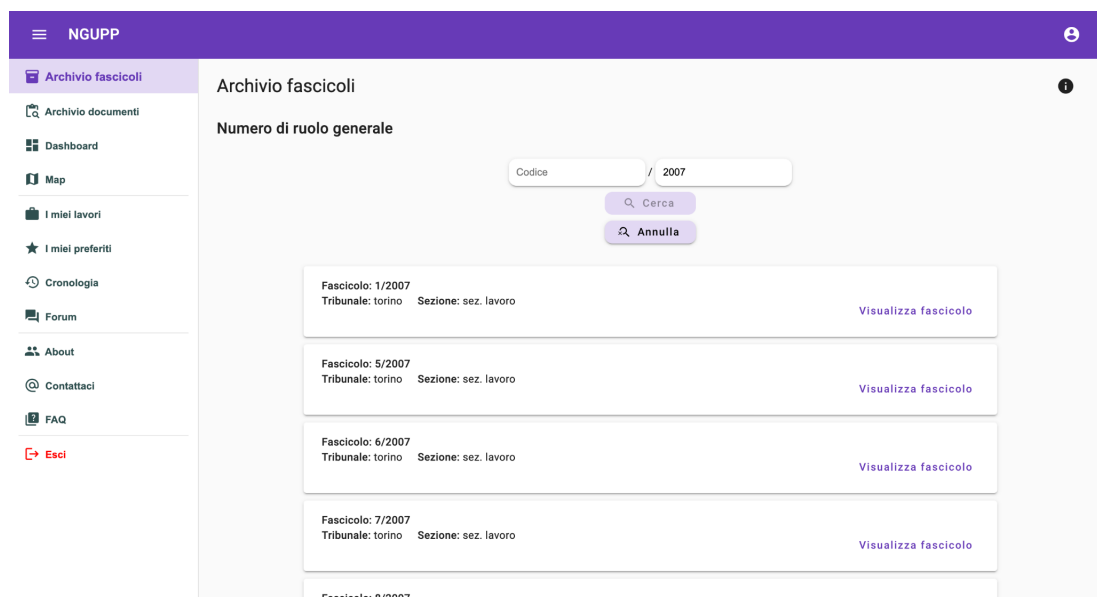 NGUPP
Archivio fascicoli
Archivio documenti
Dashboard
Map
I miei lavori
I miei preferiti
Cronologia
Forum
About
Contattaci
FAQ
Esci
Archivio fascicoli
Numero di ruolo generale
Codice / 2007
Cerca
Annulla
Fascicolo: 1/2007
Tribunale: torino Sezione: sez. lavoro
Visualizza fascicolo
Fascicolo: 5/2007
Tribunale: torino Sezione: sez. lavoro
Visualizza fascicolo
Fascicolo: 6/2007
Tribunale: torino Sezione: sez. lavoro
Visualizza fascicolo
Fascicolo: 7/2007
Tribunale: torino Sezione: sez. lavoro
Visualizza fascicolo
Fascicolo: 8/2007